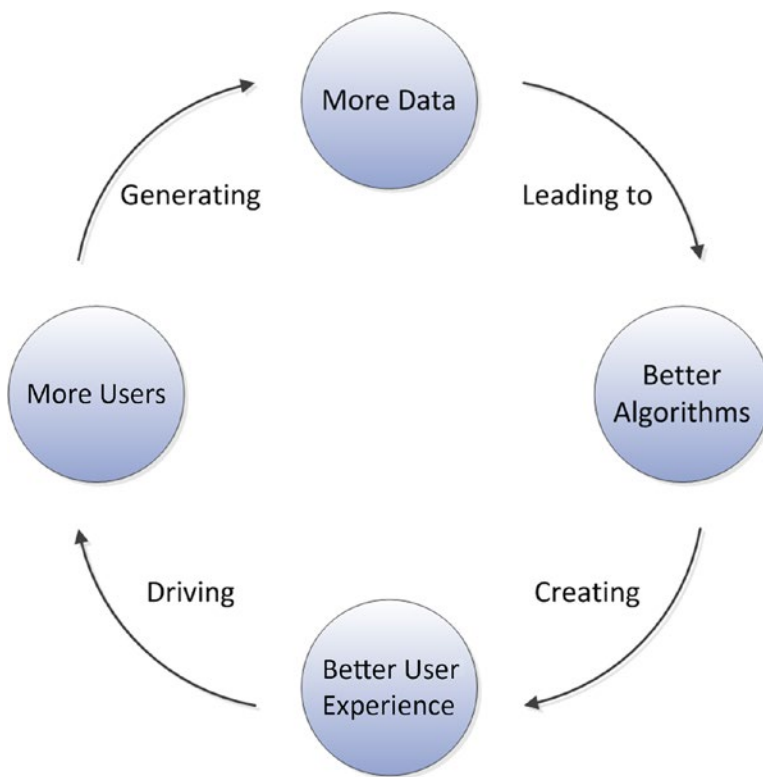 More Data
Generating
Leading to
More Users
Better
Algorithms
Driving
Creating
Better User
Experience